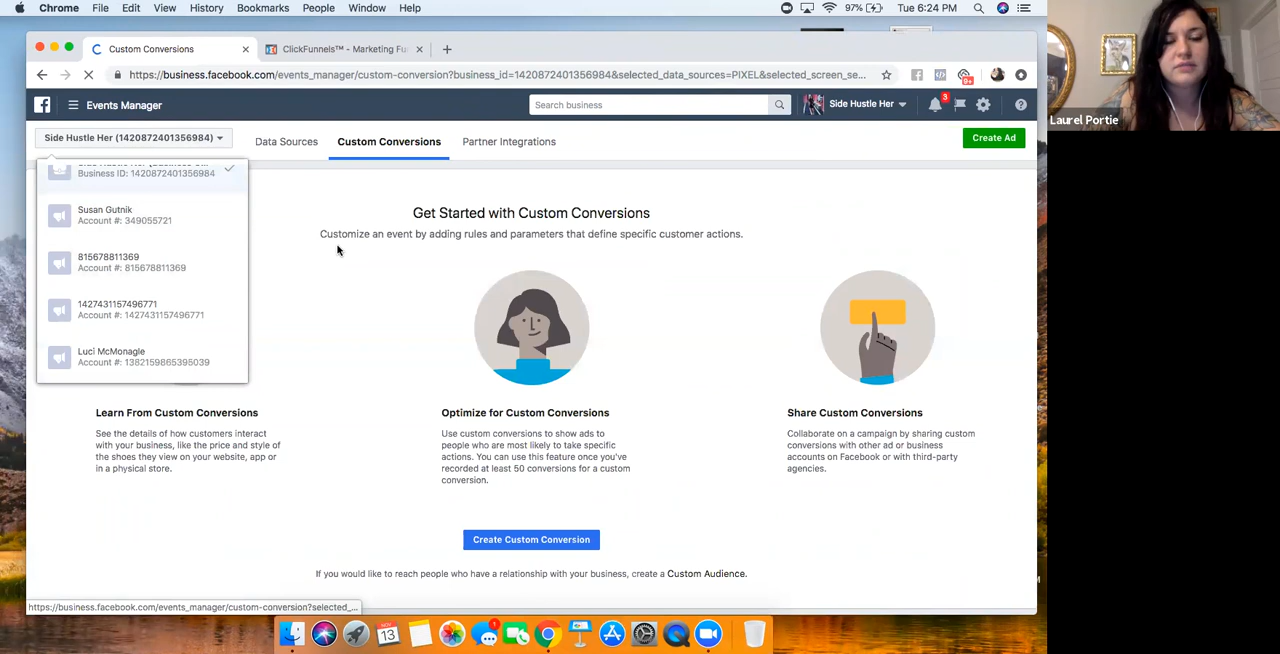 Chrome File Edit View History Bookmarks People Window Help 97% Tue 6:24 PM
Custom Conversions ClickFunnels™ - Marketing Fu
https://business.facebook.com/events_manager/custom-conversion?business_id=1420872401356984&selected_data_sources=PIXEL&selected_screen_se...
Events Manager Search business Side Hustle Her 3
Side Hustle Her (1420872401356984) Data Sources Custom Conversions Partner Integrations Create Ad
Business ID: 1420872401356984
Susan Gutnik
Account #: 349055721
815678811369
Account #: 815678811369
1427431157496771
Account #: 1427431157496771
Luci McMonagle
Account #: 1382159865395039
Get Started with Custom Conversions
Customize an event by adding rules and parameters that define specific customer actions.
Learn From Custom Conversions
See the details of how customers interact
with your business, like the price and style of
the shoes they view on your website, app or
in a physical store.
Optimize for Custom Conversions
Use custom conversions to show ads to
people who are most likely to take specific
actions. You can use this feature once you've
recorded at least 50 conversions for a custom
conversion.
Share Custom Conversions
Collaborate on a campaign by sharing custom
conversions with other ad or business
accounts on Facebook or with third-party
agencies.
Create Custom Conversion
If you would like to reach people who have a relationship with your business, create a Custom Audience.
https://business.facebook.com/events_manager/custom-conversion?selected_...
NOV
13
1
Laurel Portie